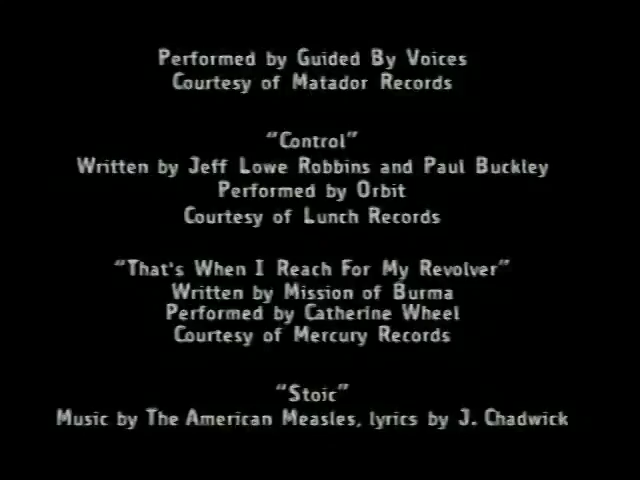 Performed by Guided By Voices
Courtesy of Matador Records
"Control"
Written by Jeff Lowe Robbins and Paul Buckley
Performed by Orbit
Courtesy of Lunch Records
"That's When I Reach For My Revolver"
Written by Mission of Burma
Performed by Catherine Wheel
Courtesy of Mercury Records
"Stoic"
Music by The American Measles, lyrics by J. Chadwick